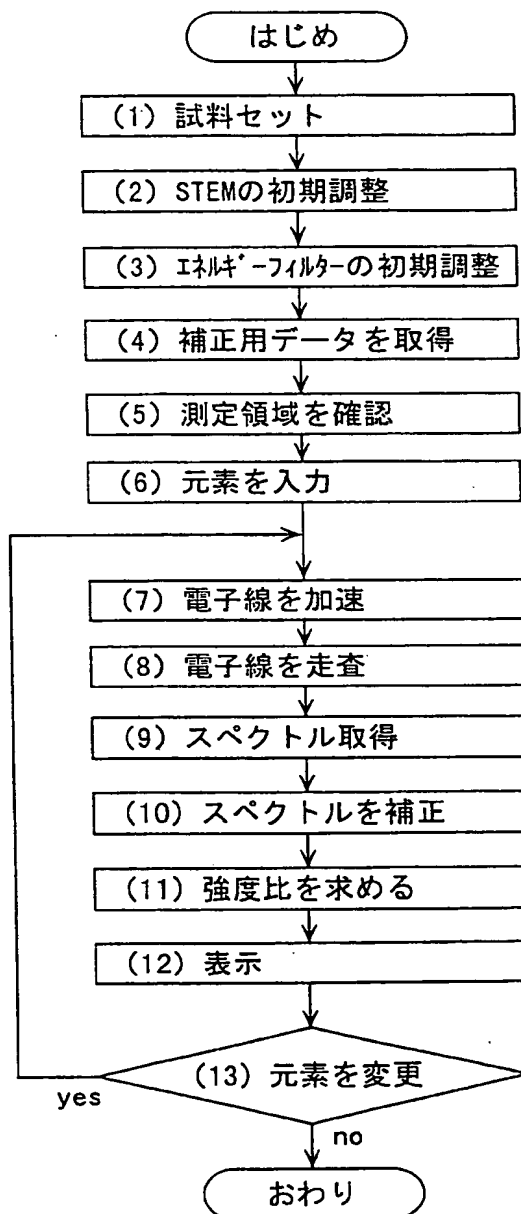 はじめ
(1) 試料セット
(2) STEMの初期調整
(3) エネルギーフィルターの初期調整
(4) 補正用データを取得
(5) 測定領域を確認
(6) 元素を入力
(7) 電子線を加速
(8) 電子線を走査
(9) スペクトル取得
(10) スペクトルを補正
(11) 強度比を求める
(12) 表示
(13) 元素を変更
yes
no
おわり